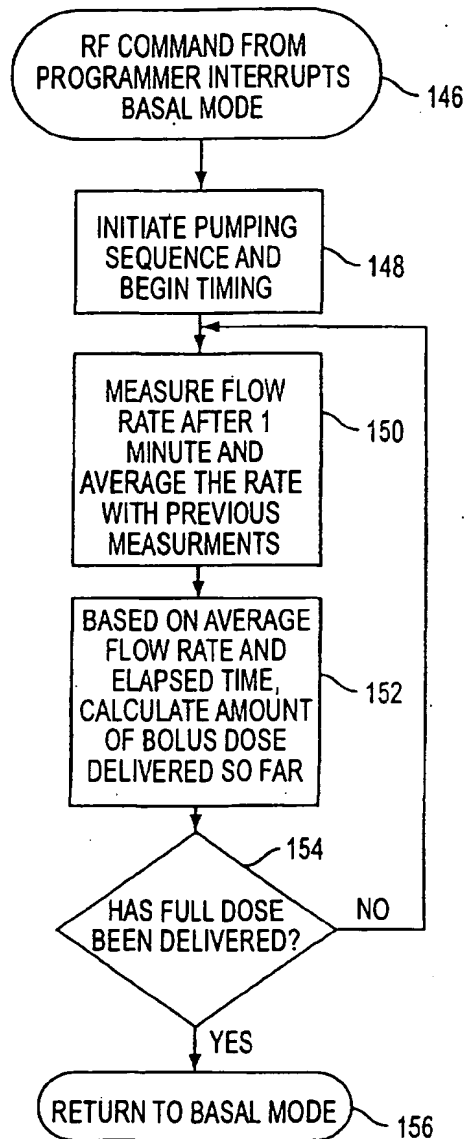 RF COMMAND FROM
PROGRAMMER INTERRUPTS
BASAL MODE
146
INITIATE PUMPING
SEQUENCE AND
BEGIN TIMING
148
MEASURE FLOW
RATE AFTER 1
MINUTE AND
AVERAGE THE RATE
WITH PREVIOUS
MEASURMENTS
150
BASED ON AVERAGE
FLOW RATE AND
ELAPSED TIME,
CALCULATE AMOUNT
OF BOLUS DOSE
DELIVERED SO FAR
152
154
HAS FULL DOSE
BEEN DELIVERED?
NO
YES
RETURN TO BASAL MODE
156